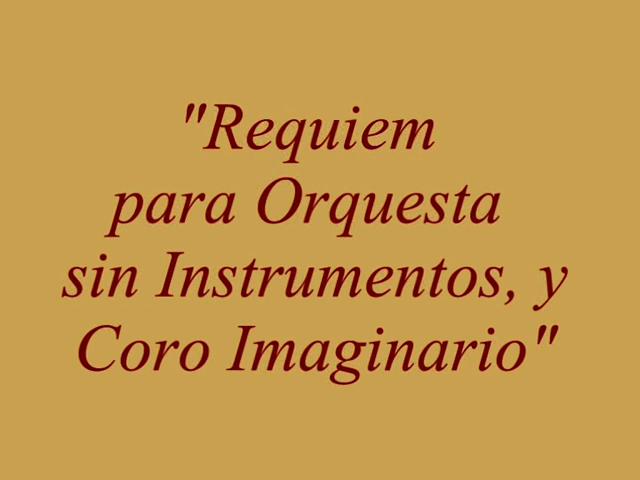 "Requiem
para Orquesta
sin Instrumentos, y
Coro Imaginario"